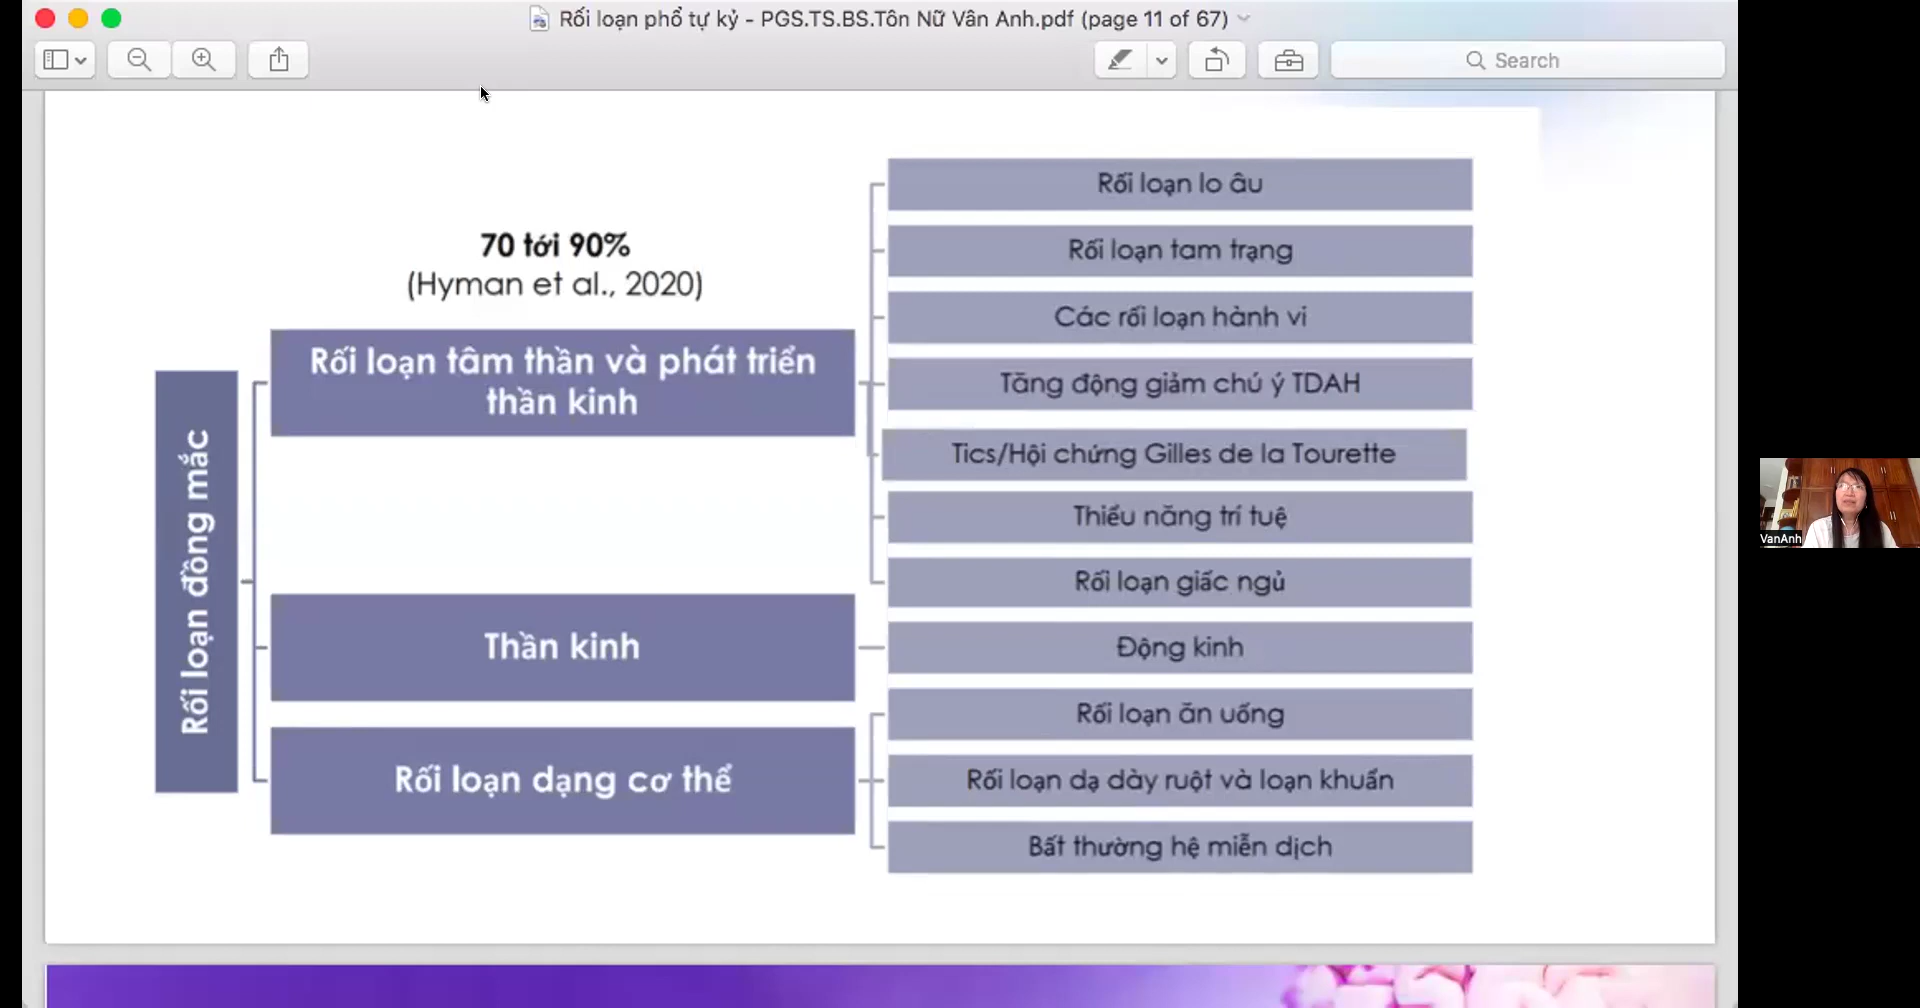 Rối loạn phổ tự kỷ - PGS.TS.BS.Tôn Nữ Vân Anh.pdf (page 11 of 67)
Search
70 tới 90%
(Hyman et al., 2020)
Rối loạn đồng mắc
Rối loạn tâm thần và phát triển
thần kinh
Rối loạn lo âu
Rối loạn tam trạng
Các rối loạn hành vi
Tăng động giảm chú ý TDAH
Tics/Hội chứng Gilles de la Tourette
Thiểu năng trí tuệ
Rối loạn giấc ngủ
Thần kinh
Động kinh
Rối loạn dạng cơ thể
Rối loạn ăn uống
Rối loạn dạ dày ruột và loạn khuẩn
Bất thường hệ miễn dịch
VanAnh